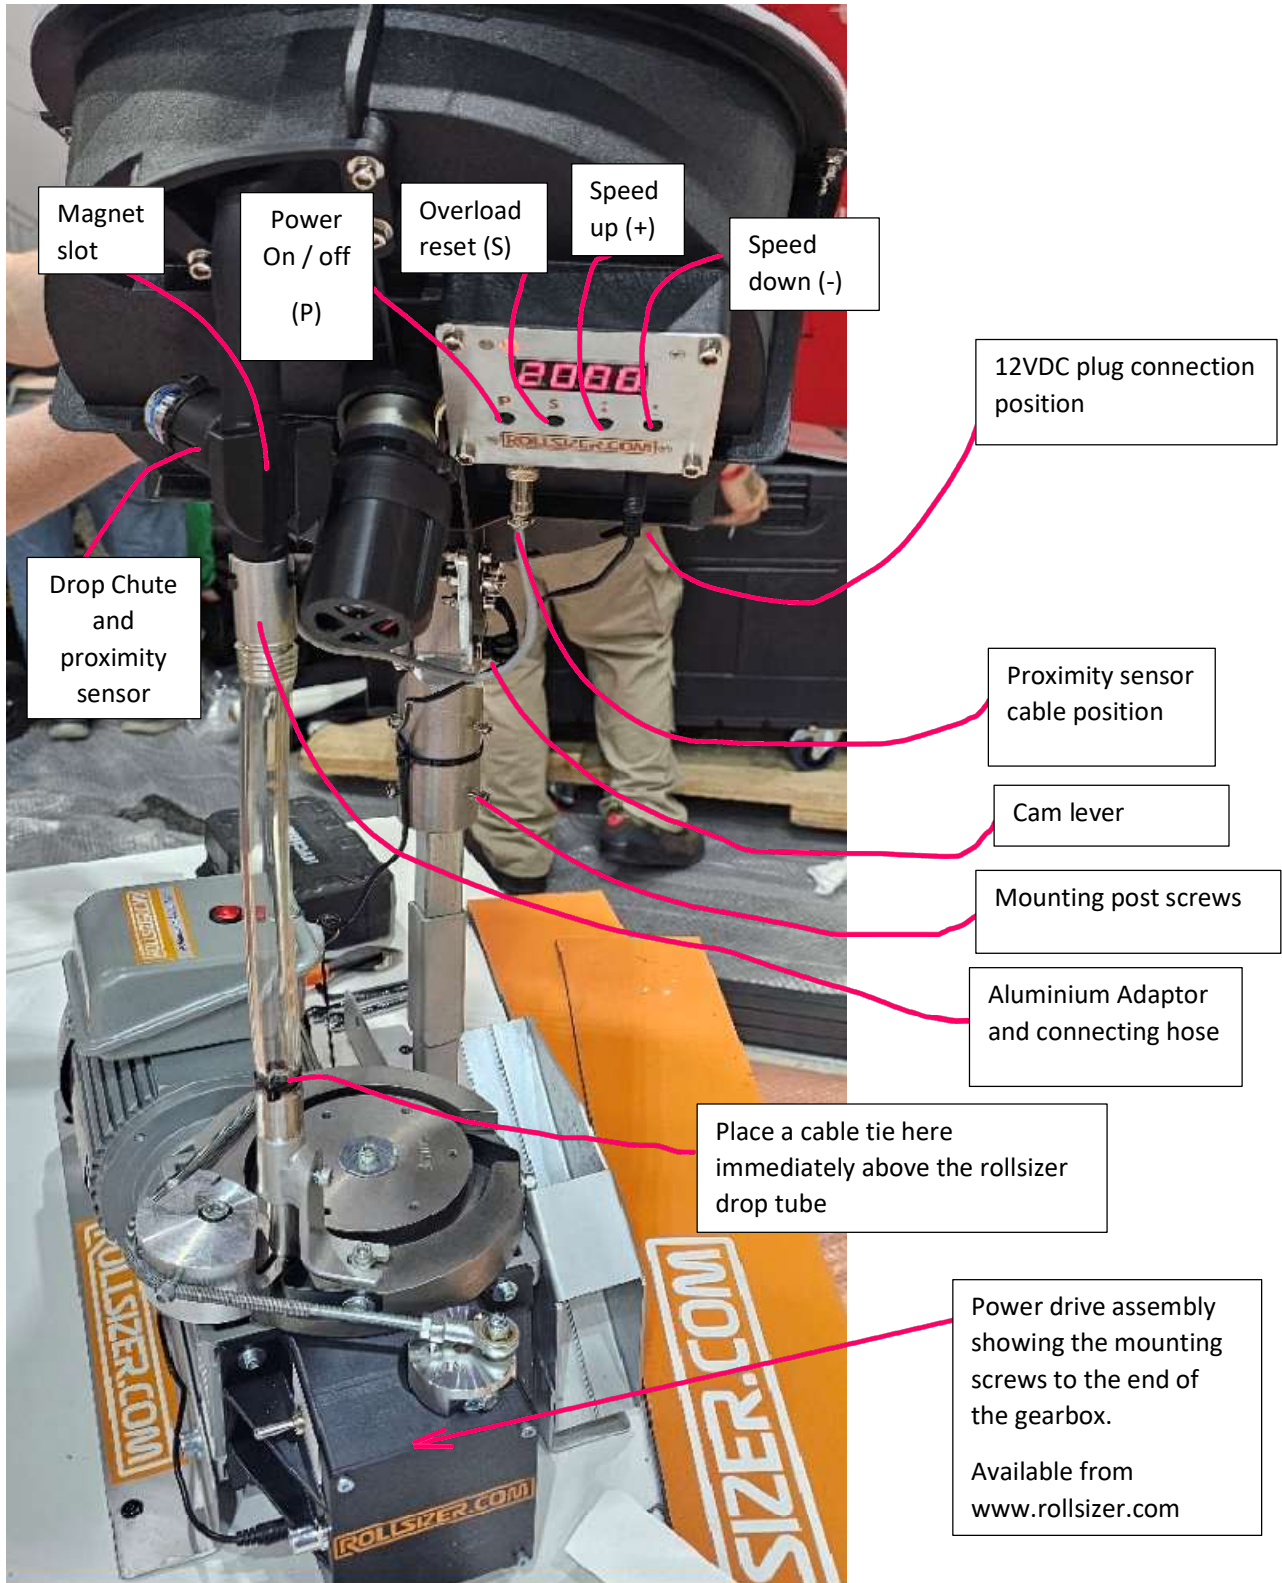 Magnet
slot
Power
On / off
(P)
Overload
reset (S)
Speed
up (+)
Speed
down (-)
12VDC plug connection
position
P S
ROLLSIZER.COM
Drop Chute
and
proximity
sensor
Proximity sensor
cable position
Cam lever
Mounting post screws
Aluminium Adaptor
and connecting hose
ROLLSIZER
Place a cable tie here
immediately above the rollsizer
drop tube
Power drive assembly
showing the mounting
screws to the end of
the gearbox.
Available from
www.rollsizer.com
ROLLSIZER.COM
SIZER.COM
ROLLSIZER.COM